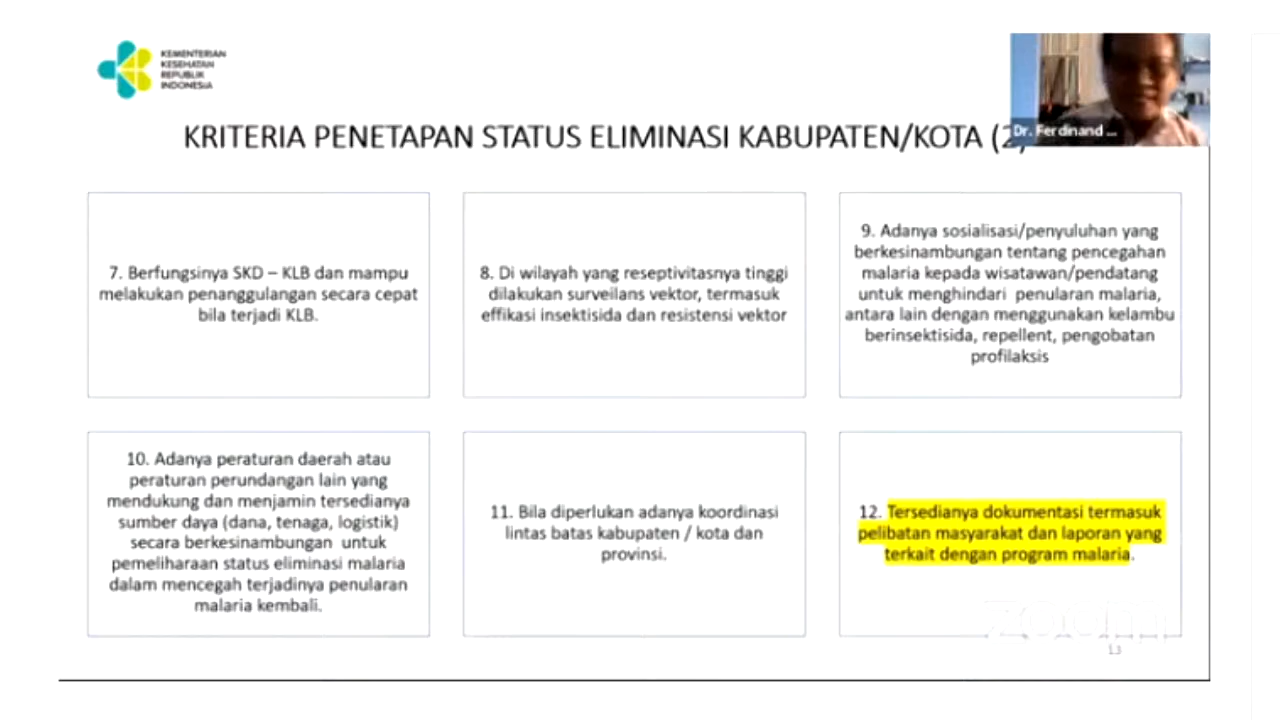 KEMENTERIAN
KESEHATAN
REPUBLIK
INDONESIA
Dr. Ferdinand ...
KRITERIA PENETAPAN STATUS ELIMINASI KABUPATEN/KOTA (2)
7. Berfungsinya SKD – KLB dan mampu
melakukan penanggulangan secara cepat
bila terjadi KLB.
8. Di wilayah yang reseptivitasnya tinggi
dilakukan surveilans vektor, termasuk
effikasi insektisida dan resistensi vektor
9. Adanya sosialisasi/penyuluhan yang
berkesinambungan tentang pencegahan
malaria kepada wisatawan/pendatang
untuk menghindari penularan malaria,
antara lain dengan menggunakan kelambu
berinsektisida, repellent, pengobatan
profilaksis
10. Adanya peraturan daerah atau
peraturan perundangan lain yang
mendukung dan menjamin tersedianya
sumber daya (dana, tenaga, logistik)
secara berkesinambungan untuk
pemeliharaan status eliminasi malaria
dalam mencegah terjadinya penularan
malaria kembali.
11. Bila diperlukan adanya koordinasi
lintas batas kabupaten / kota dan
provinsi.
12. Tersedianya dokumentasi termasuk
pelibatan masyarakat dan laporan yang
terkait dengan program malaria.
zoom
13